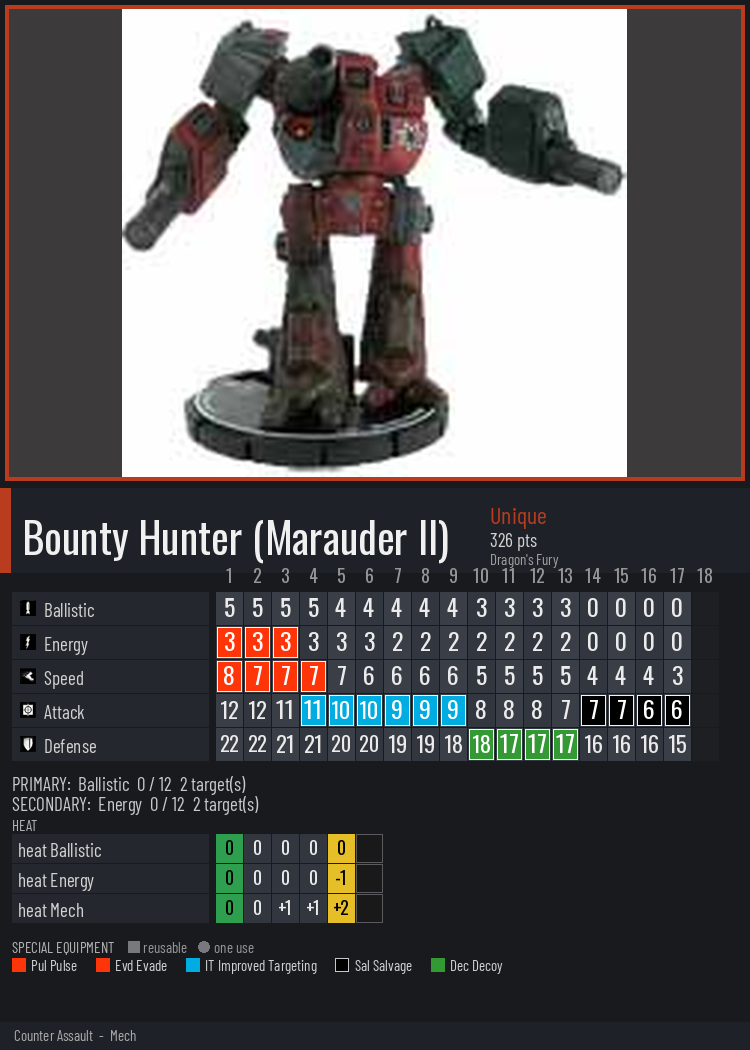 Bounty Hunter (Marauder II)
Unique
326 pts
Dragon's Fury
1 2 3 4 5 6 7 8 9 10 11 12 13 14 15 16 17 18
Ballistic 5 5 5 5 4 4 4 4 4 3 3 3 3 0 0 0 0
Energy 3 3 3 3 3 3 2 2 2 2 2 2 2 0 0 0 0
Speed 8 7 7 7 7 6 6 6 6 5 5 5 5 4 4 4 3
Attack 12 12 11 11 10 10 9 9 9 8 8 8 7 7 7 6 6
Defense 22 22 21 21 20 20 19 19 18 18 17 17 17 16 16 16 15
PRIMARY: Ballistic 0 / 12 2 target(s)
SECONDARY: Energy 0 / 12 2 target(s)
HEAT
heat Ballistic 0 0 0 0 0
heat Energy 0 0 0 0 -1
heat Mech 0 0 +1 +1 +2
SPECIAL EQUIPMENT reusable one use
Pul Pulse Evd Evade IT Improved Targeting Sal Salvage Dec Decoy
Counter Assault - Mech